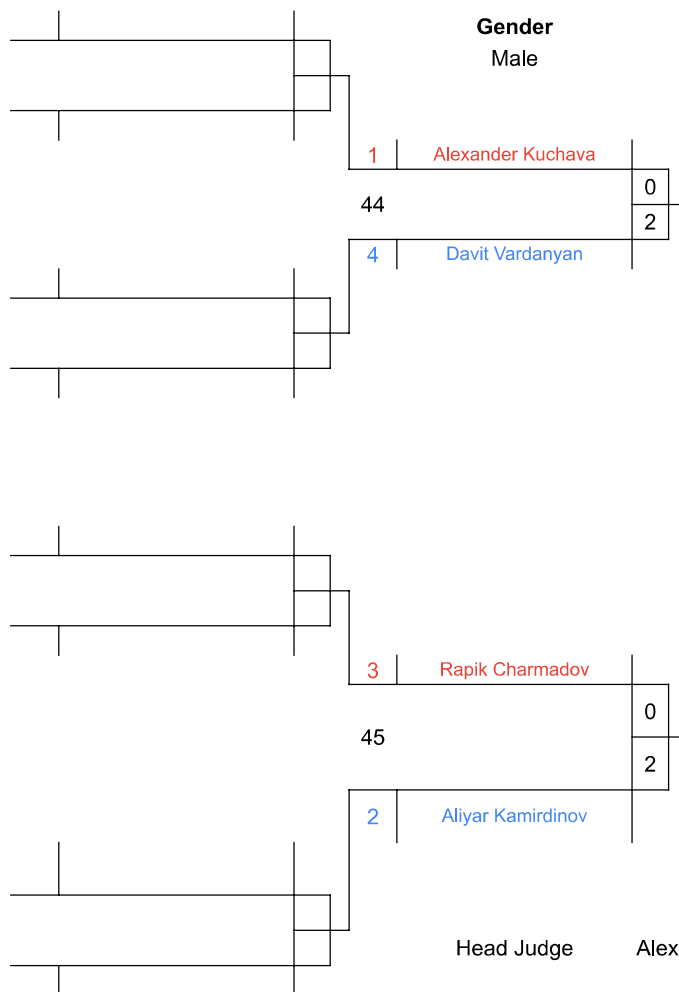 Gender
Male
1 Alexander Kuchava
0
44
2
4 Davit Vardanyan
3 Rapik Charmadov
0
45
2
2 Aliyar Kamirdinov
Head Judge Alex